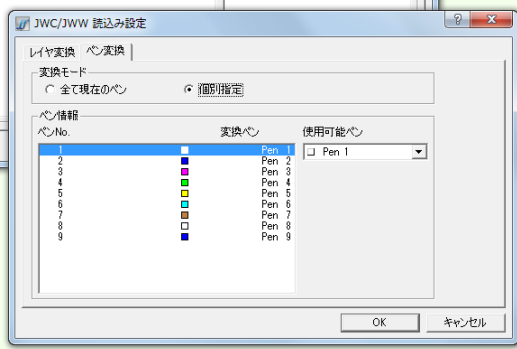 JWC/JWW 読込み設定
レイヤ変換 ペン変換
変換モード
全て現在のペン 個別指定
ペン情報
ペンNo. 変換ペン 使用可能ペン
1 Pen 1 Pen 1
2 Pen 2
3 Pen 3
4 Pen 4
5 Pen 5
6 Pen 6
7 Pen 7
8 Pen 8
9 Pen 9
OK キャンセル